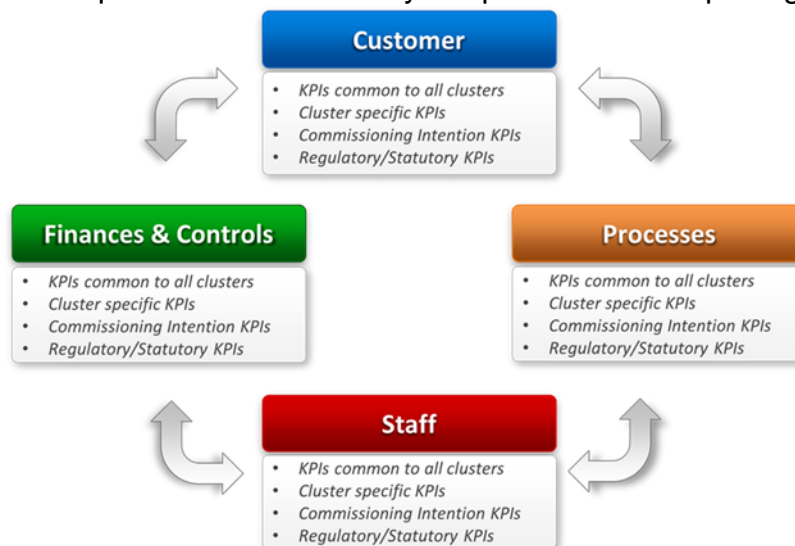 Customer
• KPIs common to all clusters
• Cluster specific KPIs
• Commissioning Intention KPIs
• Regulatory/Statutory KPIs
Finances & Controls
• KPIs common to all clusters
• Cluster specific KPIs
• Commissioning Intention KPIs
• Regulatory/Statutory KPIs
Processes
• KPIs common to all clusters
• Cluster specific KPIs
• Commissioning Intention KPIs
• Regulatory/Statutory KPIs
Staff
• KPIs common to all clusters
• Cluster specific KPIs
• Commissioning Intention KPIs
• Regulatory/Statutory KPIs